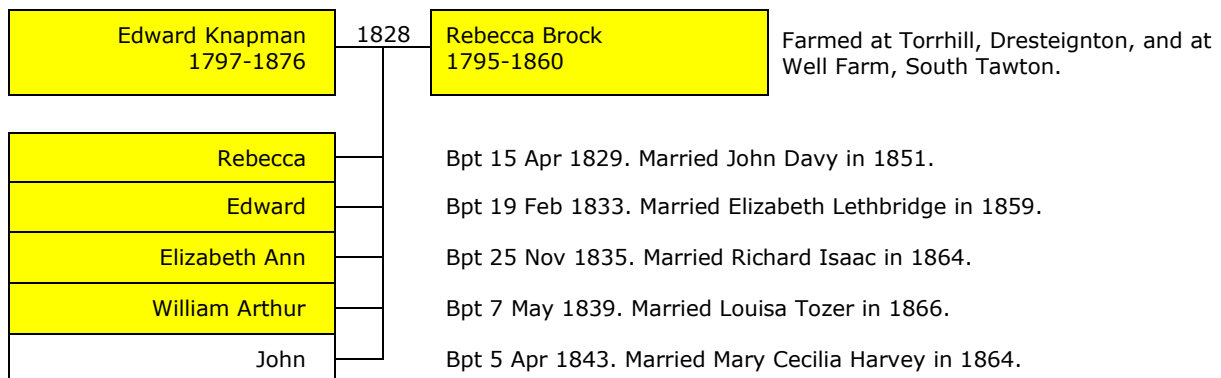 Edward Knapman
1797-1876
1828
Rebecca Brock
1795-1860
Farmed at Torrhill, Dresteignton, and at
Well Farm, South Tawton.
Rebecca
Bpt 15 Apr 1829. Married John Davy in 1851.
Edward
Bpt 19 Feb 1833. Married Elizabeth Lethbridge in 1859.
Elizabeth Ann
Bpt 25 Nov 1835. Married Richard Isaac in 1864.
William Arthur
Bpt 7 May 1839. Married Louisa Tozer in 1866.
John
Bpt 5 Apr 1843. Married Mary Cecilia Harvey in 1864.